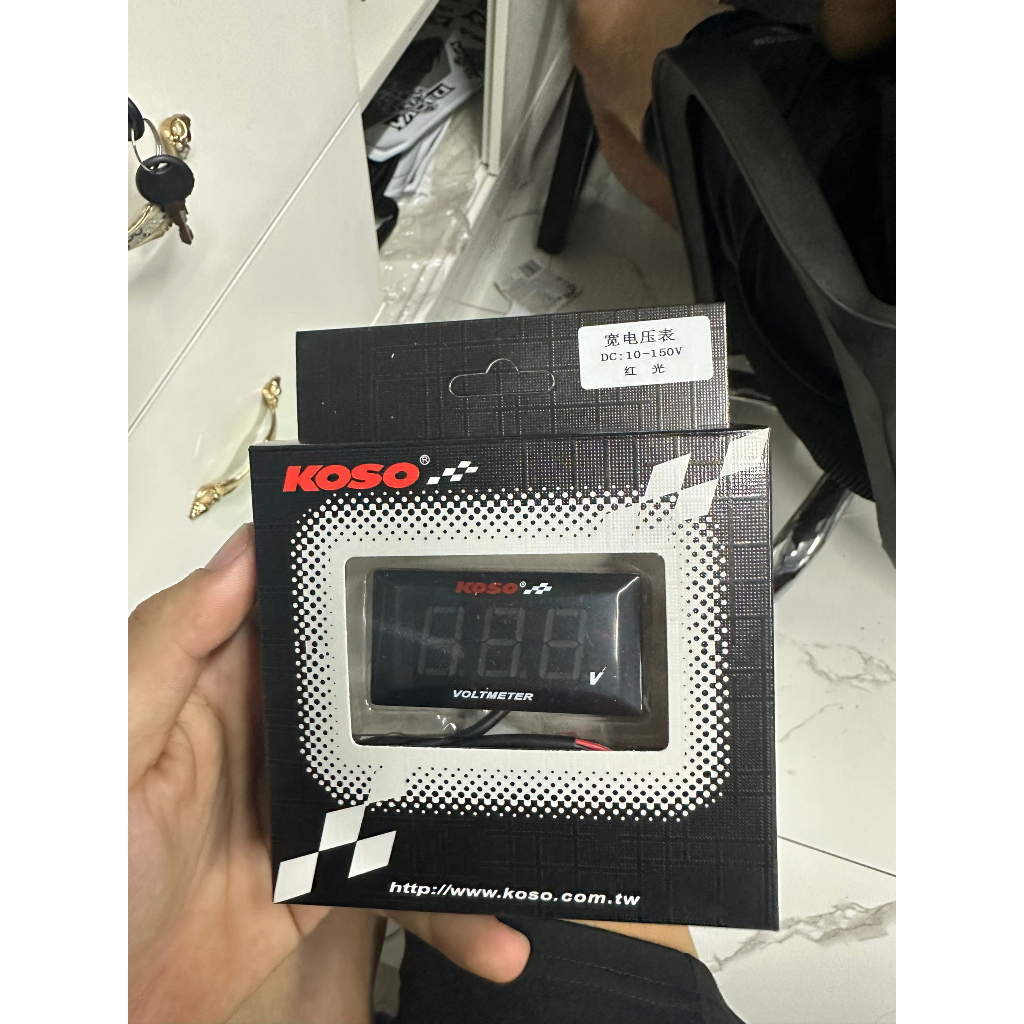 宽电压表
DC:10-150V
红 光
KOSO®
KOSO®
V
VOLTMETER
http://www.koso.com.tw